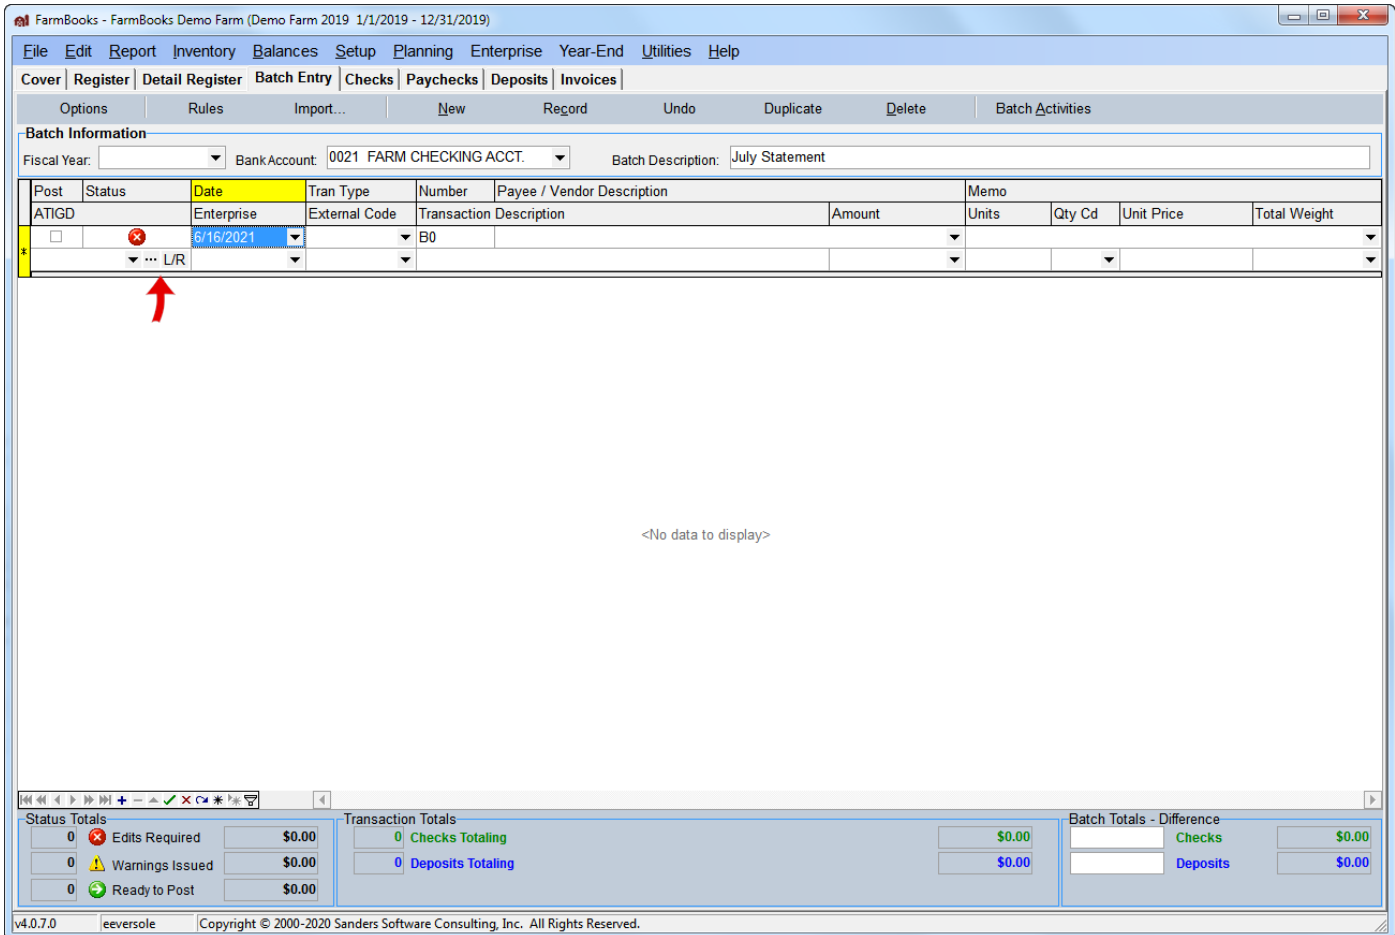 FarmBooks - FarmBooks Demo Farm (Demo Farm 2019 1/1/2019 - 12/31/2019)
File Edit Report Inventory Balances Setup Planning Enterprise Year-End Utilities Help
Cover Register Detail Register Batch Entry Checks Paychecks Deposits Invoices
Options Rules Import... New Record Undo Duplicate Delete Batch Activities
Batch Information
Fiscal Year: Bank Account: 0021 FARM CHECKING ACCT. Batch Description: July Statement
Post Status Date Tran Type Number Payee / Vendor Description Memo
ATIGD Enterprise External Code Transaction Description Amount Units Qty Cd Unit Price Total Weight
6/16/2021 B0
* ... L/R
<No data to display>
Status Totals Transaction Totals Batch Totals - Difference
0 Edits Required $0.00 0 Checks Totaling $0.00 Checks $0.00
0 Warnings Issued $0.00 0 Deposits Totaling $0.00 Deposits $0.00
0 Ready to Post $0.00
v4.0.7.0 eeversole Copyright © 2000-2020 Sanders Software Consulting, Inc. All Rights Reserved.